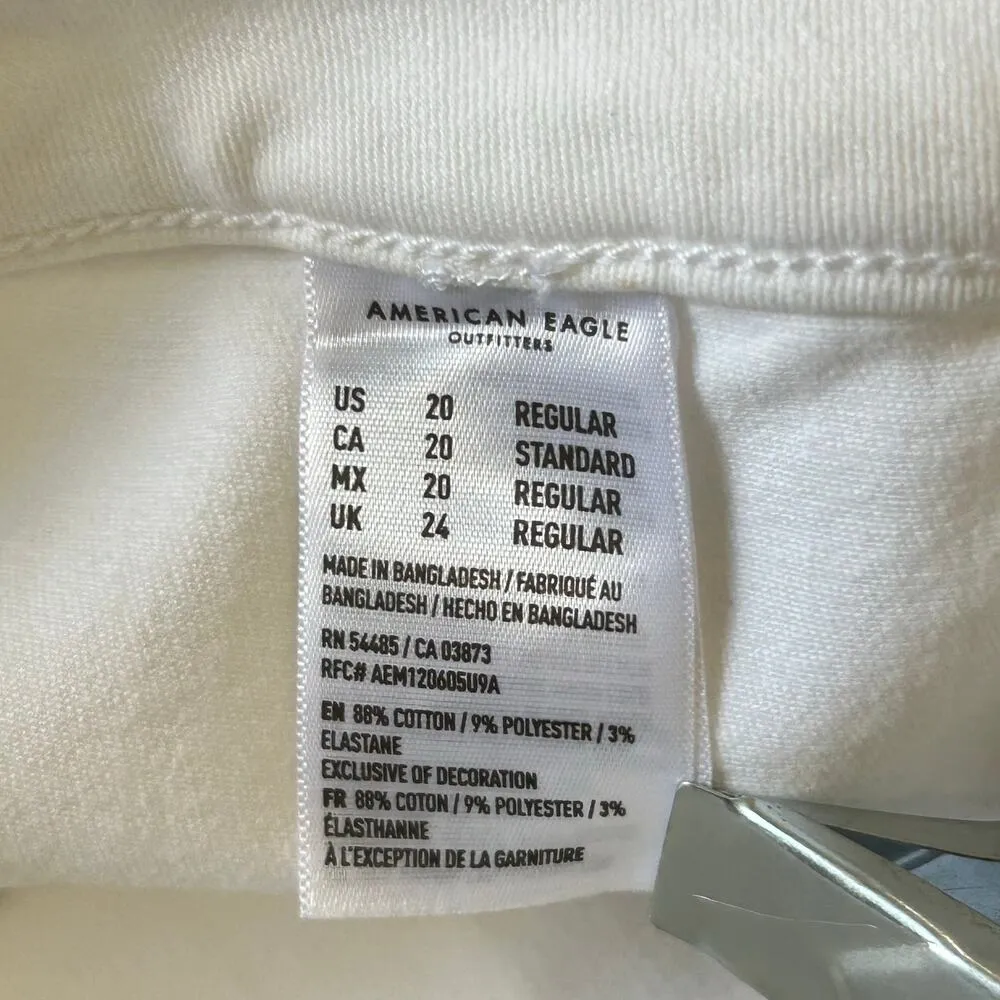 AMERICAN EAGLE
OUTFITTERS
US 20 REGULAR
CA 20 STANDARD
MX 20 REGULAR
UK 24 REGULAR
MADE IN BANGLADESH / FABRIQUÉ AU
BANGLADESH / HECHO EN BANGLADESH
RN 54485 / CA 03873
RFC# AEM120605U9A
EN 88% COTTON / 9% POLYESTER / 3%
ELASTANE
EXCLUSIVE OF DECORATION
FR 88% COTON / 9% POLYESTER / 3%
ÉLASTHANNE
À L'EXCEPTION DE LA GARNITURE